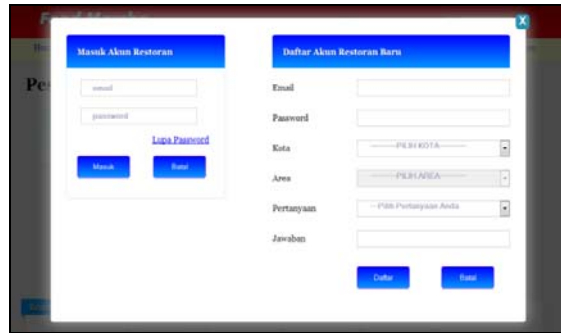 X
Masuk Akun Restoran
email
password
Lupa Password
Masuk
Batal
Daftar Akun Restoran Baru
Email
Password
Kota
----------PILIH KOTA----------
Area
----------PILIH AREA----------
Pertanyaan
---Pilih Pertanyaan Anda
Jawaban
Daftar
Batal
Pe